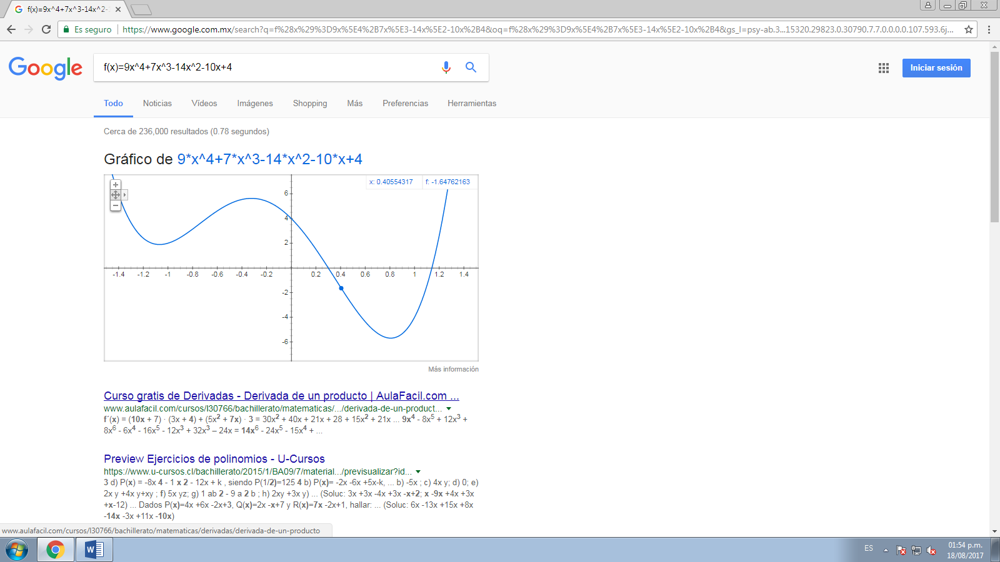 f(x)=9x^4+7x^3-14x^2-
Es seguro
https://www.google.com.mx/search?q=f%28x%29%3D9x%5E4%2B7x%5E3-14x%5E2-10x%2B4&oq=f%28x%29%3D9x%5E4%2B7x%5E3-14x%5E2-10x%2B4&gs_l=psy-ab.3...15320.29823.0.30790.7.7.0.0.0.0.107.593.6j...
Google
f(x)=9x^4+7x^3-14x^2-10x+4
Iniciar sesión
Todo Noticias Vídeos Imágenes Shopping Más Preferencias Herramientas
Cerca de 236,000 resultados (0.78 segundos)
Gráfico de 9*x^4+7*x^3-14*x^2-10*x+4
x: 0.40554317 f: -1.64762163
6
4
2
-1.4 -1.2 -1 -0.8 -0.6 -0.4 -0.2 0.2 0.4 0.6 0.8 1 1.2 1.4
-2
-4
-6
Más información
Curso gratis de Derivadas - Derivada de un producto | AulaFacil.com ...
www.aulafacil.com/cursos/l30766/bachillerato/matematicas/.../derivada-de-un-product...
f´(x) = (10x + 7) · (3x + 4) + (5x² + 7x) · 3 = 30x² + 40x + 21x + 28 + 15x² + 21x ... 9x⁴ - 8x⁵ + 12x³ +
8x⁶ - 6x⁴ - 16x⁵ - 12x³ + 32x³ – 24x = 14x⁶ - 24x⁵ - 15x⁴ + ...
Preview Ejercicios de polinomios - U-Cursos
https://www.u-cursos.cl/bachillerato/2015/1/BA09/7/material.../previsualizar?id...
3 d) P(x) = -8x 4 - 1 x 2 - 12x + k , siendo P(1/2)=125 4 b) P(x)= -2x -6x +5x-k, ... b) -5x ; c) 4x y; d) 0; e)
2x y +4x y+xy ; f) 5x yz; g) 1 ab 2 - 9 a 2 b ; h) 2xy +3x y) ... (Soluc: 3x +3x -4x +3x -x+2; x -9x +4x +3x
+x-12) ... Dados P(x)=4x +6x -2x+3, Q(x)=2x -x+7 y R(x)=7x -2x+1, hallar: ... (Soluc: 6x -13x +15x +8x
-14x -3x +11x -10x)
www.aulafacil.com/cursos/l30766/bachillerato/matematicas/derivadas/derivada-de-un-producto
ES
01:54 p.m.
18/08/2017